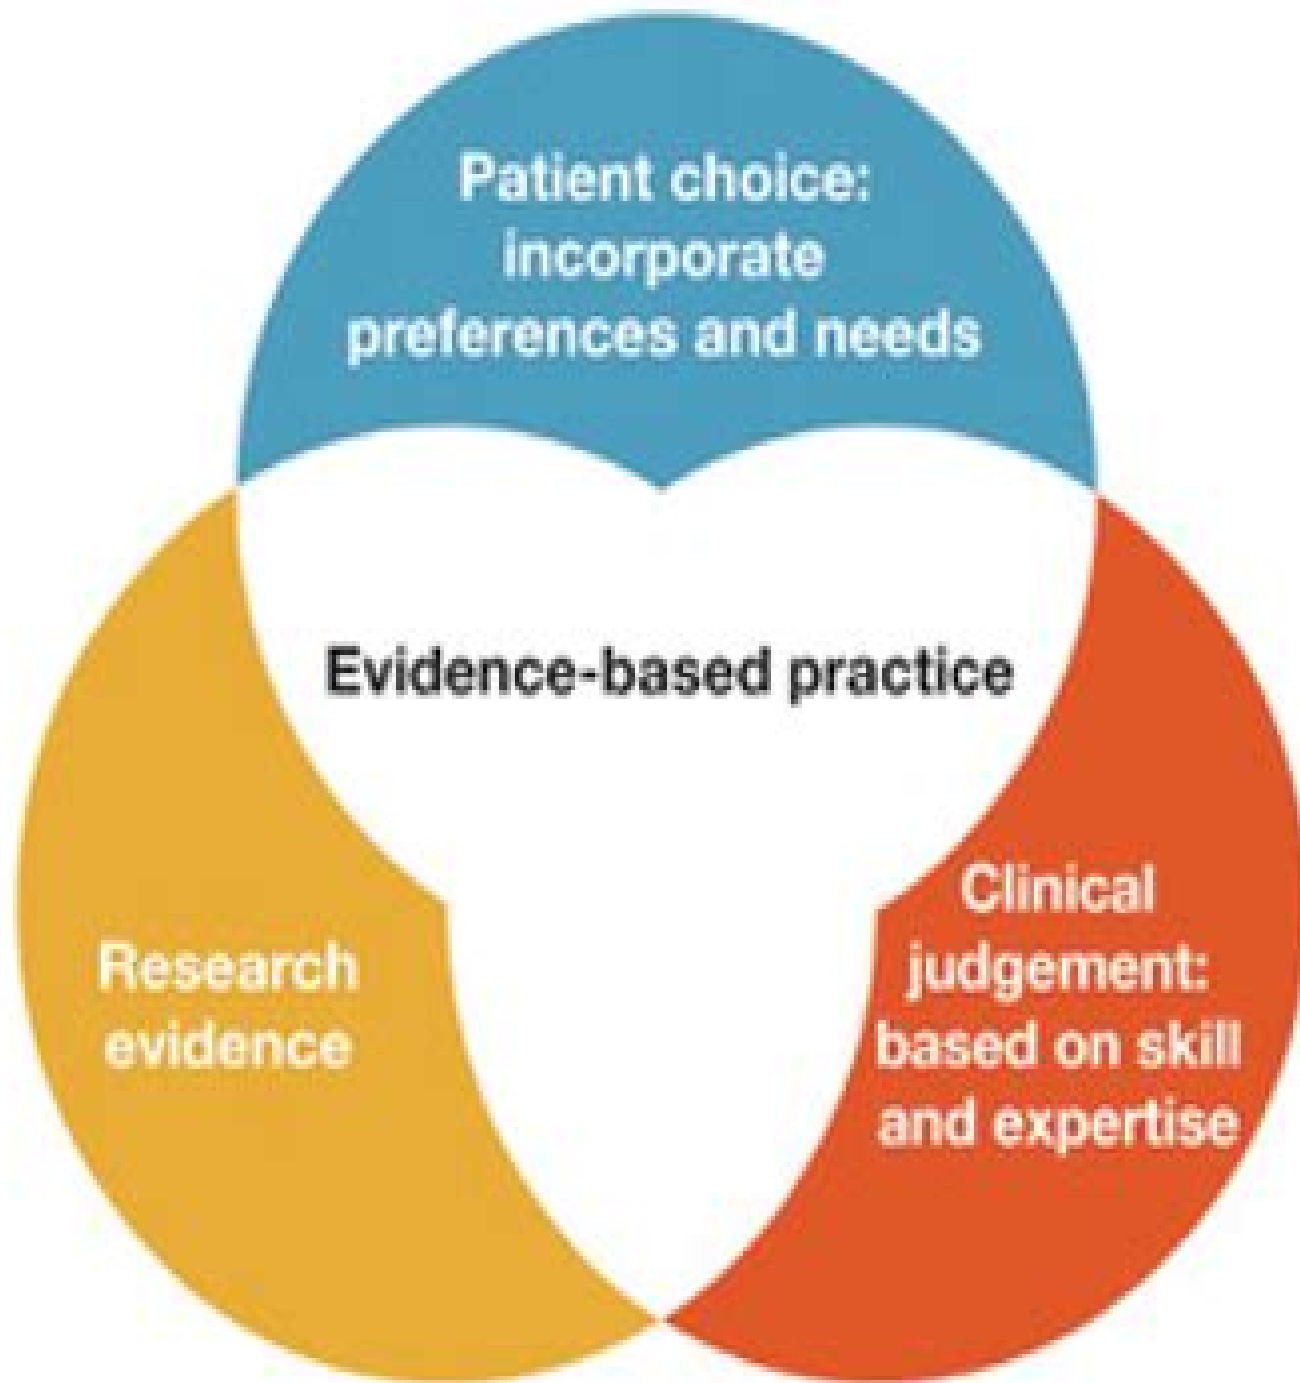 Patient choice:
incorporate
preferences and needs
Evidence-based practice
Research
evidence
Clinical
judgement:
based on skill
and expertise